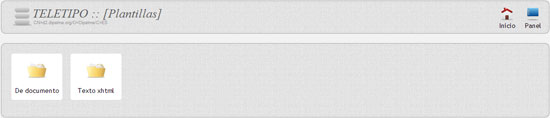 TELETIPO :: [Plantillas]
Inicio
Panel
De documento
Texto xhtml